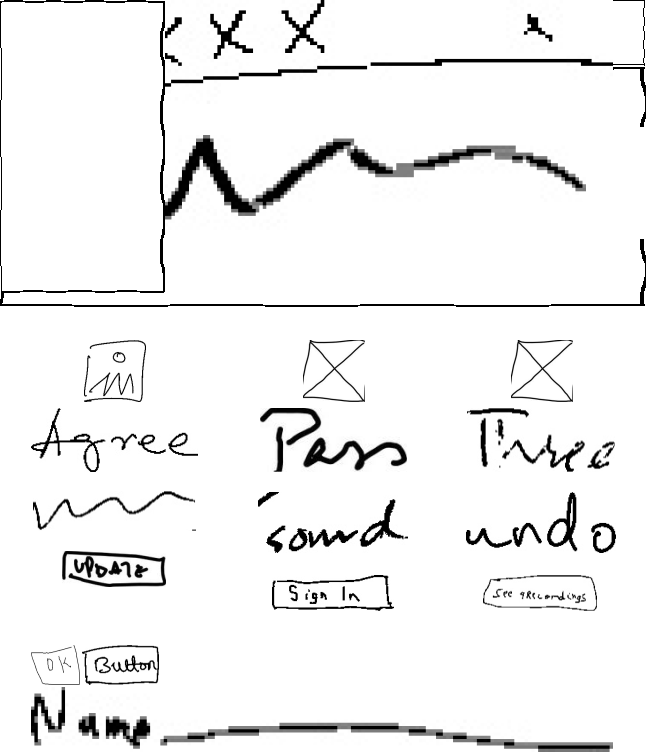 Agree Pass Three
sound undo
UPDATE Sign In See Recordings
OK Button
Name